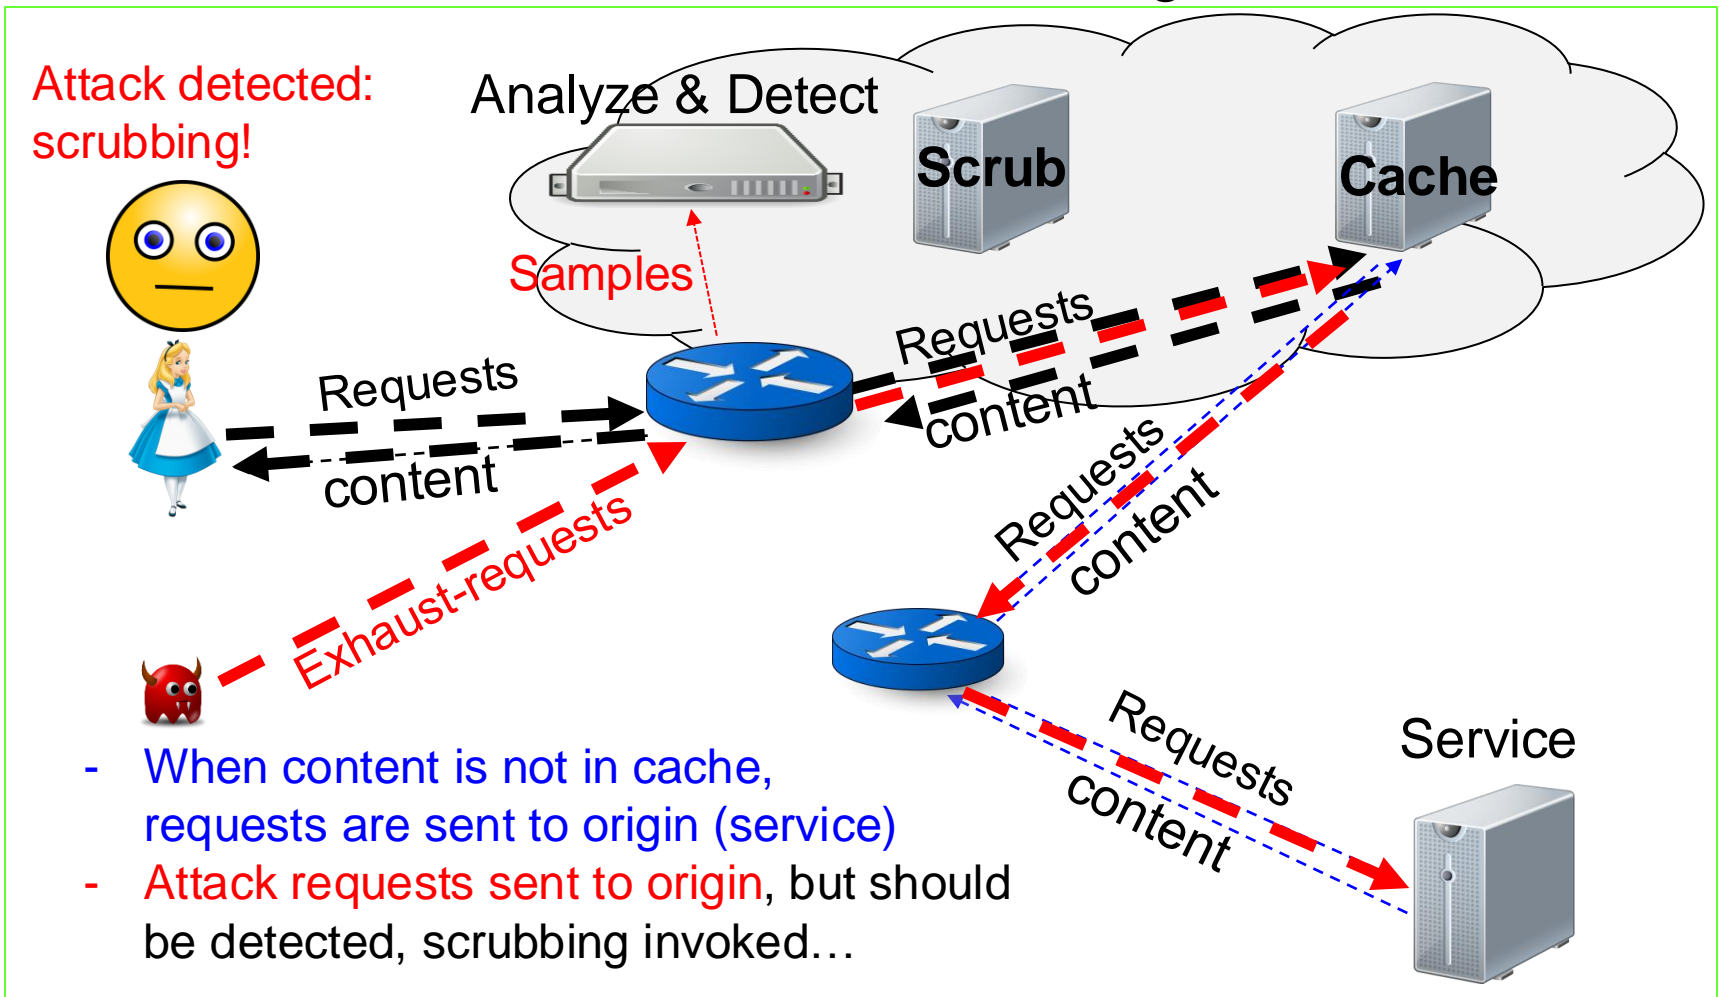 Attack detected:
scrubbing!
Analyze & Detect
Scrub
Cache
Samples
Requests
content
Requests
content
Exhaust-requests
Requests
content
Requests
content
Service
- When content is not in cache,
requests are sent to origin (service)
- Attack requests sent to origin, but should
be detected, scrubbing invoked…